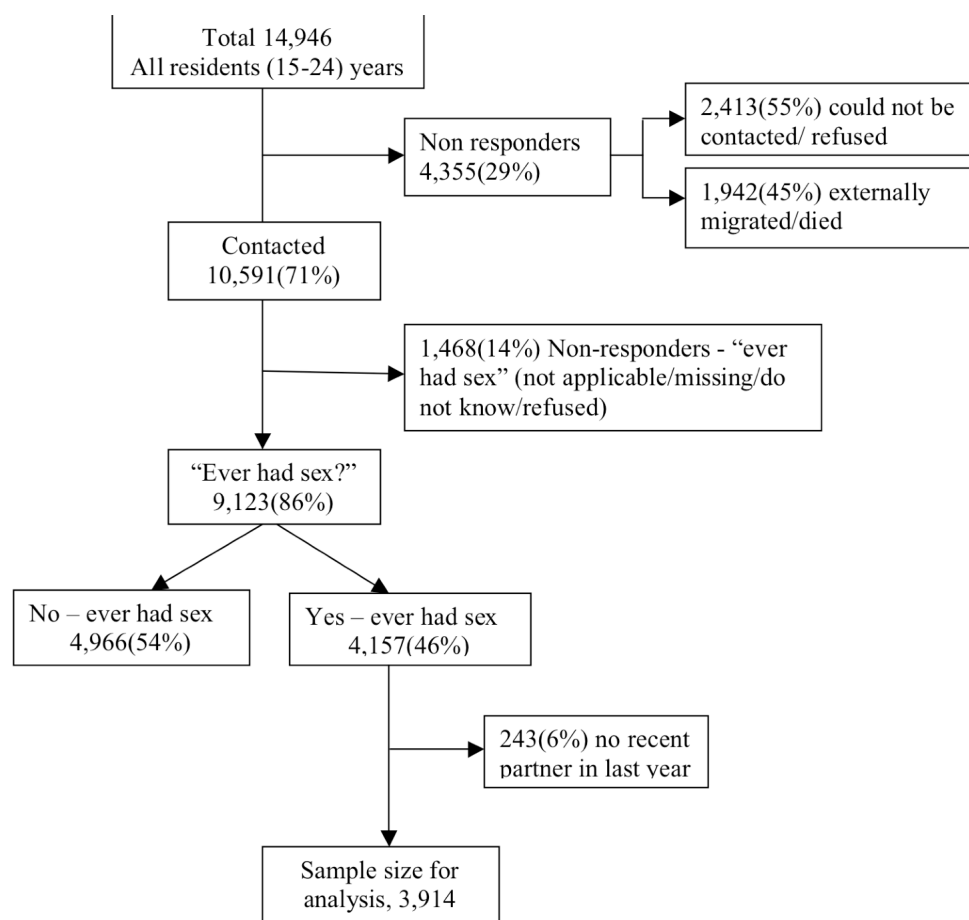 Total 14,946
All residents (15-24) years
Non responders
4,355(29%)
2,413(55%) could not be
contacted/ refused
1,942(45%) externally
migrated/died
Contacted
10,591(71%)
1,468(14%) Non-responders - “ever
had sex” (not applicable/missing/do
not know/refused)
“Ever had sex?”
9,123(86%)
No – ever had sex
4,966(54%)
Yes – ever had sex
4,157(46%)
243(6%) no recent
partner in last year
Sample size for
analysis, 3,914